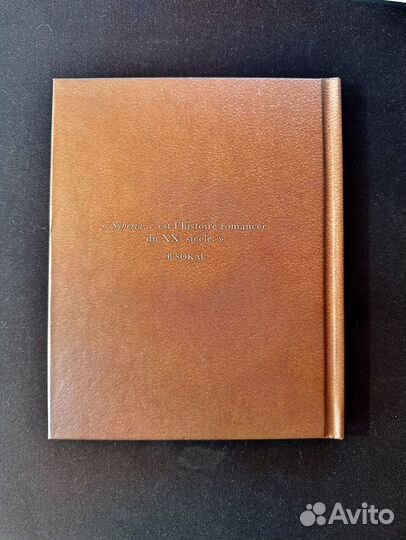 « Syberia, c'est l'histoire romancée
du XXe siècle. »
B. SOKAL
Avito